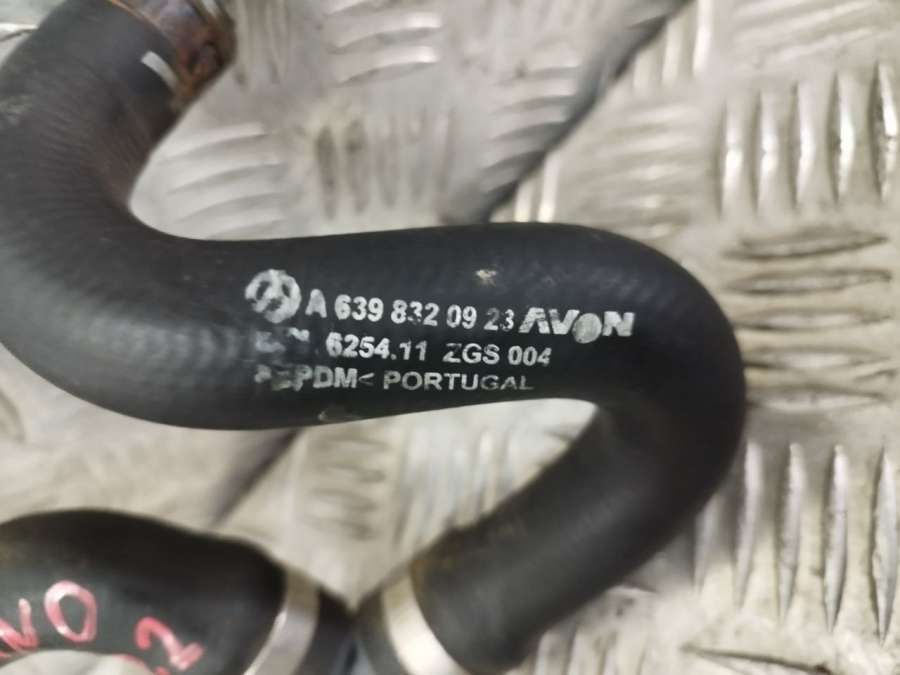 A 639 832 09 23 AVON
6254.11 ZGS 004
PORTUGAL